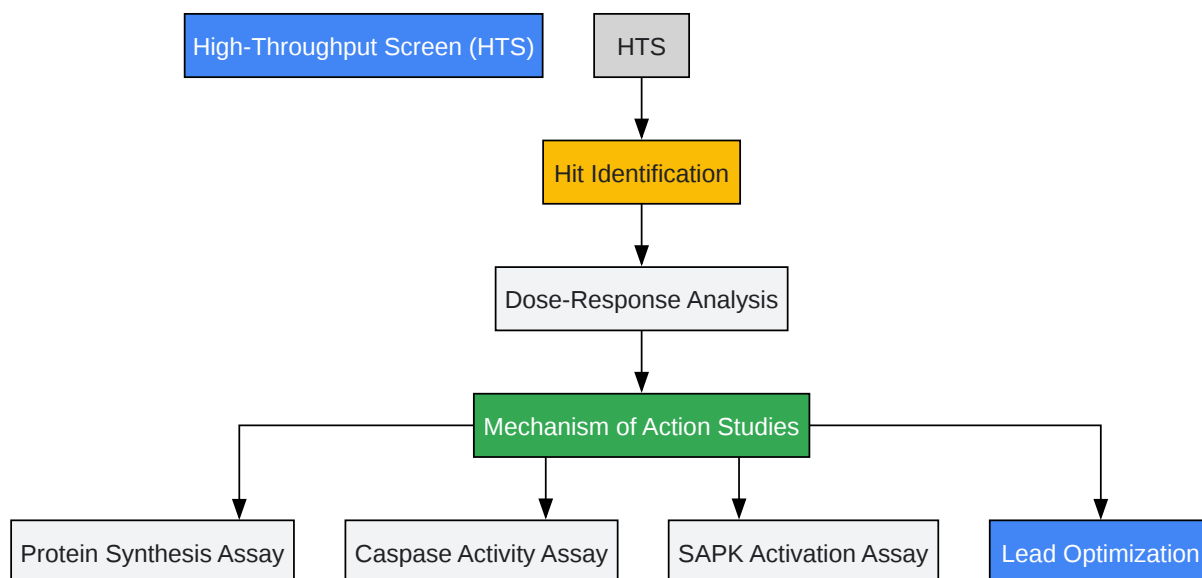 High-Throughput Screen (HTS)
HTS
Hit Identification
Dose-Response Analysis
Mechanism of Action Studies
Protein Synthesis Assay
Caspase Activity Assay
SAPK Activation Assay
Lead Optimization